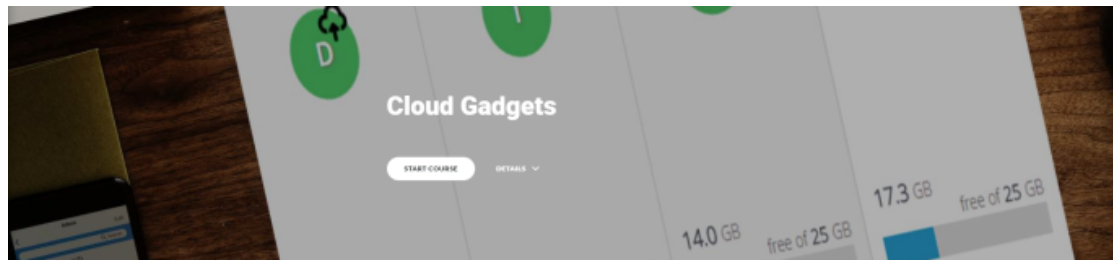 D
Cloud Gadgets
START COURSE
DETAILS
14.0 GB free of 25 GB
17.3 GB free of 25 GB